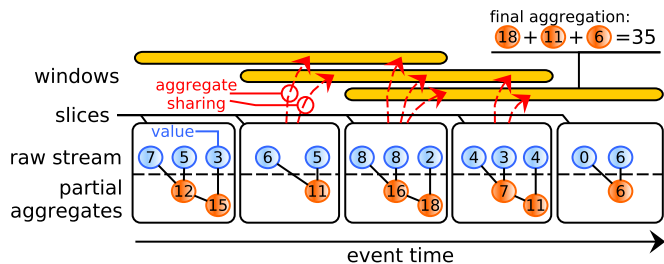 final aggregation:
18 + 11 + 6 =35
windows
aggregate
sharing
slices
value
raw stream
7 5 3 6 5 8 8 2 4 3 4 0 6
partial
aggregates
12 15 11 16 18 7 11 6
event time